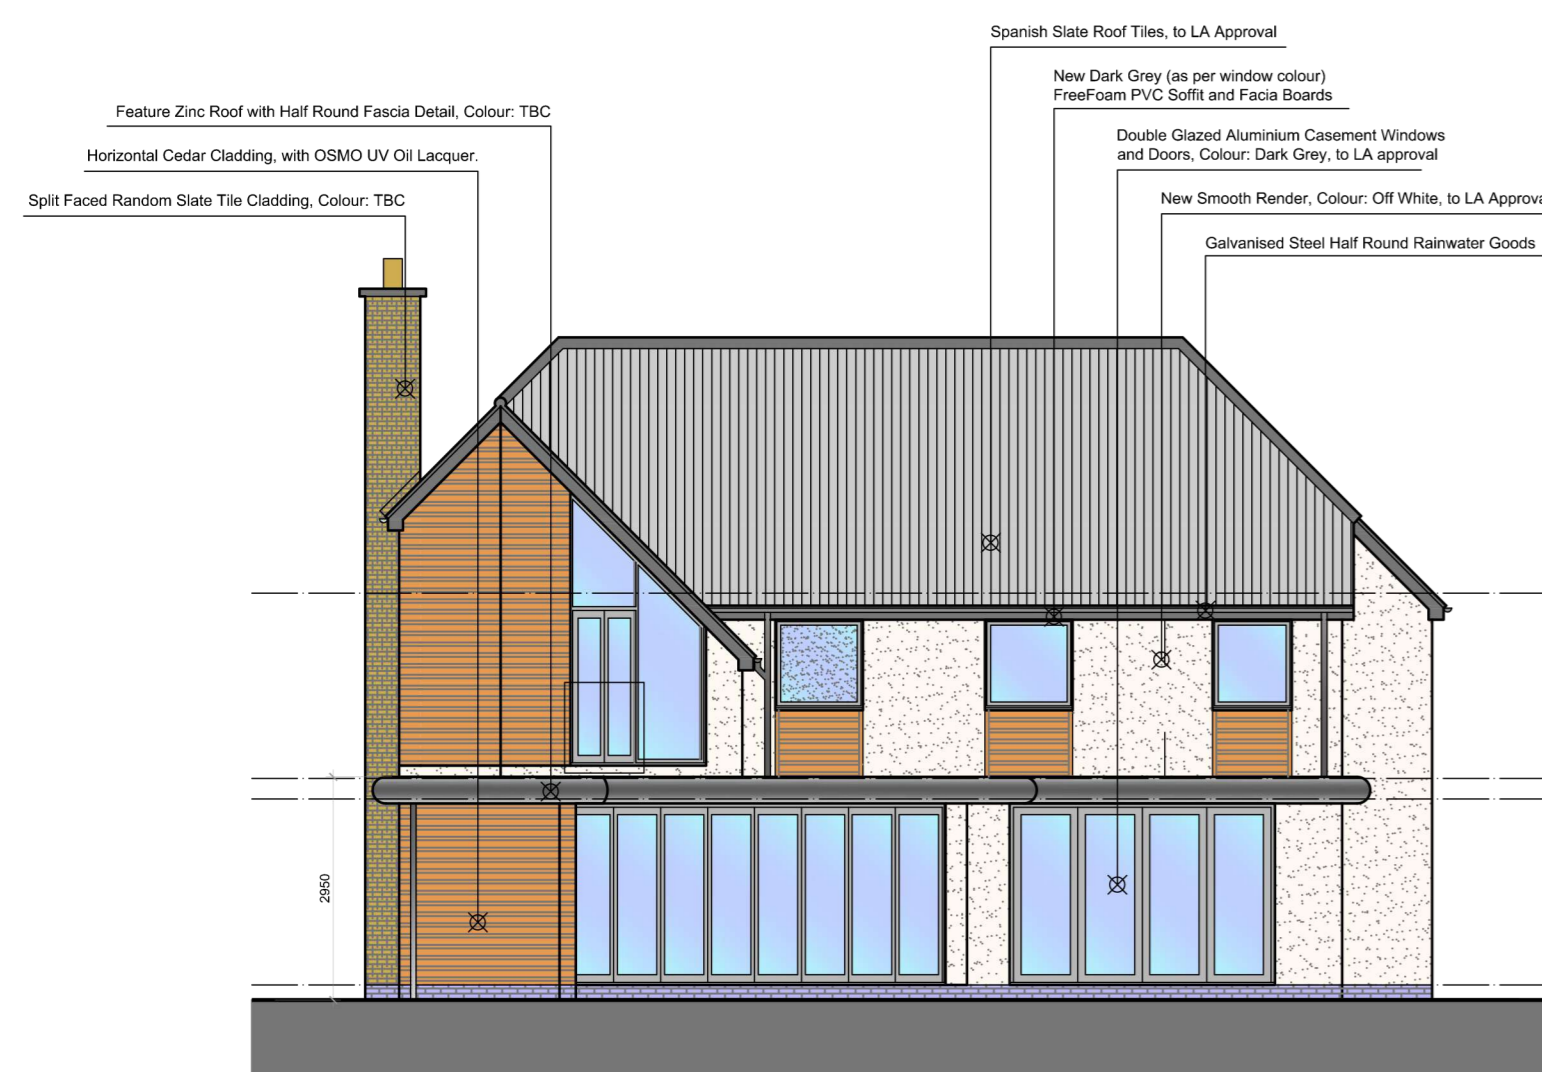 Spanish Slate Roof Tiles, to LA Approval
New Dark Grey (as per window colour)
FreeFoam PVC Soffit and Facia Boards
Feature Zinc Roof with Half Round Fascia Detail, Colour: TBC
Double Glazed Aluminium Casement Windows
and Doors, Colour: Dark Grey, to LA approval
Horizontal Cedar Cladding, with OSMO UV Oil Lacquer.
Split Faced Random Slate Tile Cladding, Colour: TBC
New Smooth Render, Colour: Off White, to LA Approva
Galvanised Steel Half Round Rainwater Goods
2950